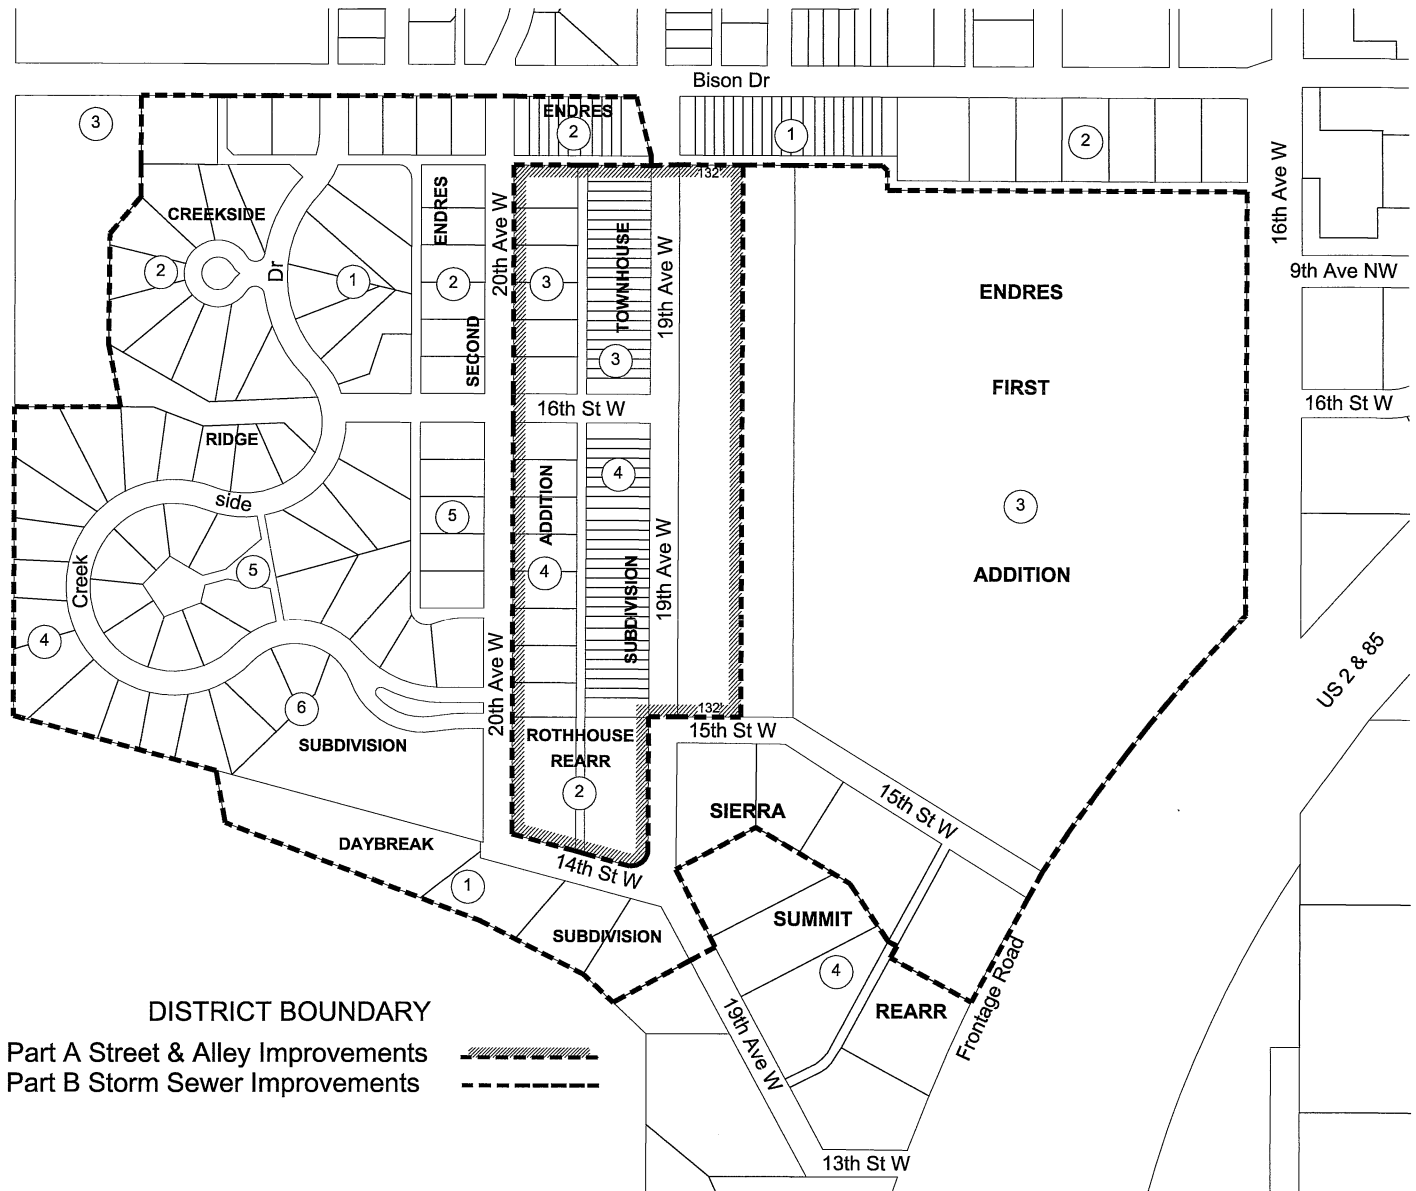 Bison Dr
ENDRES
3
2
1
2
132'
16th Ave W
CREEKSIDE
ENDRES
20th Ave W
TOWNHOUSE
19th Ave W
Dr
2
1
2
3
9th Ave NW
ENDRES
SECOND
3
FIRST
16th St W
16th St W
RIDGE
side
4
ADDITION
5
3
19th Ave W
Creek
5
4
SUBDIVISION
ADDITION
4
20th Ave W
US 2 & 85
6
132'
SUBDIVISION
ROTHHOUSE
REARR
15th St W
2
15th St W
SIERRA
DAYBREAK
14th St W
1
SUMMIT
SUBDIVISION
4
19th Ave W
REARR
Frontage Road
13th St W
DISTRICT BOUNDARY
Part A Street & Alley Improvements
Part B Storm Sewer Improvements